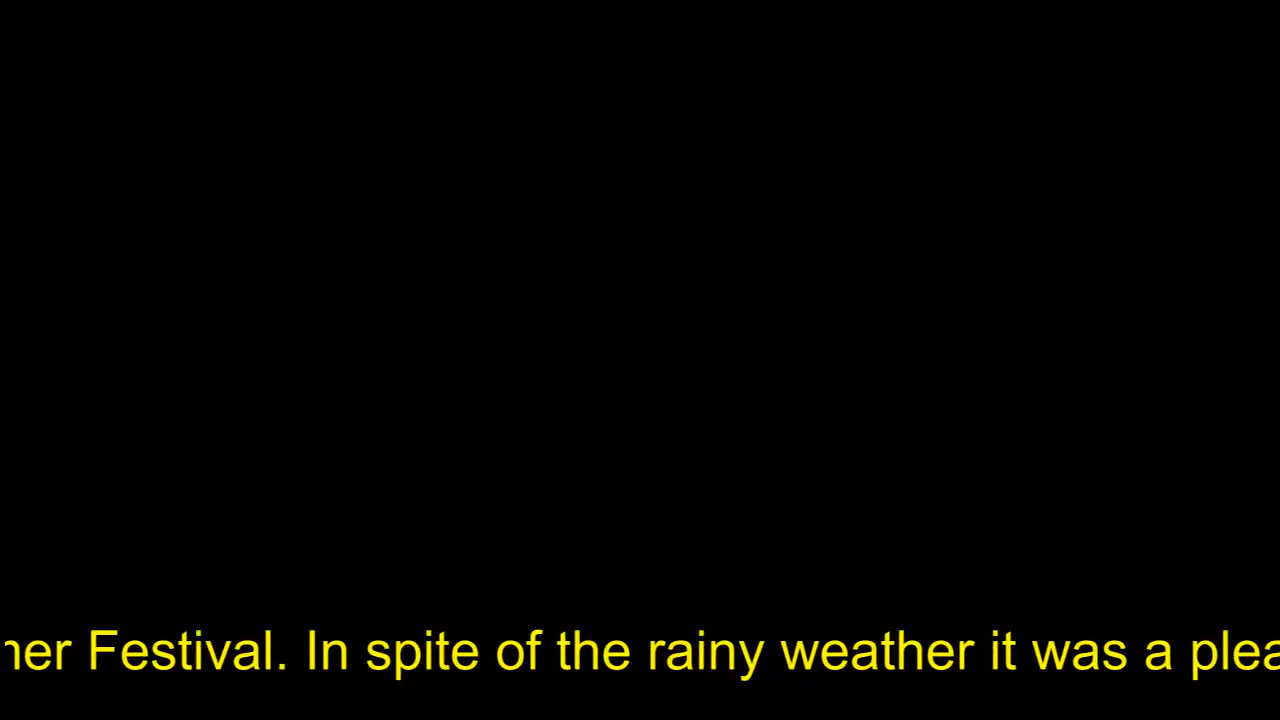 Festival. In spite of the rainy weather it was a